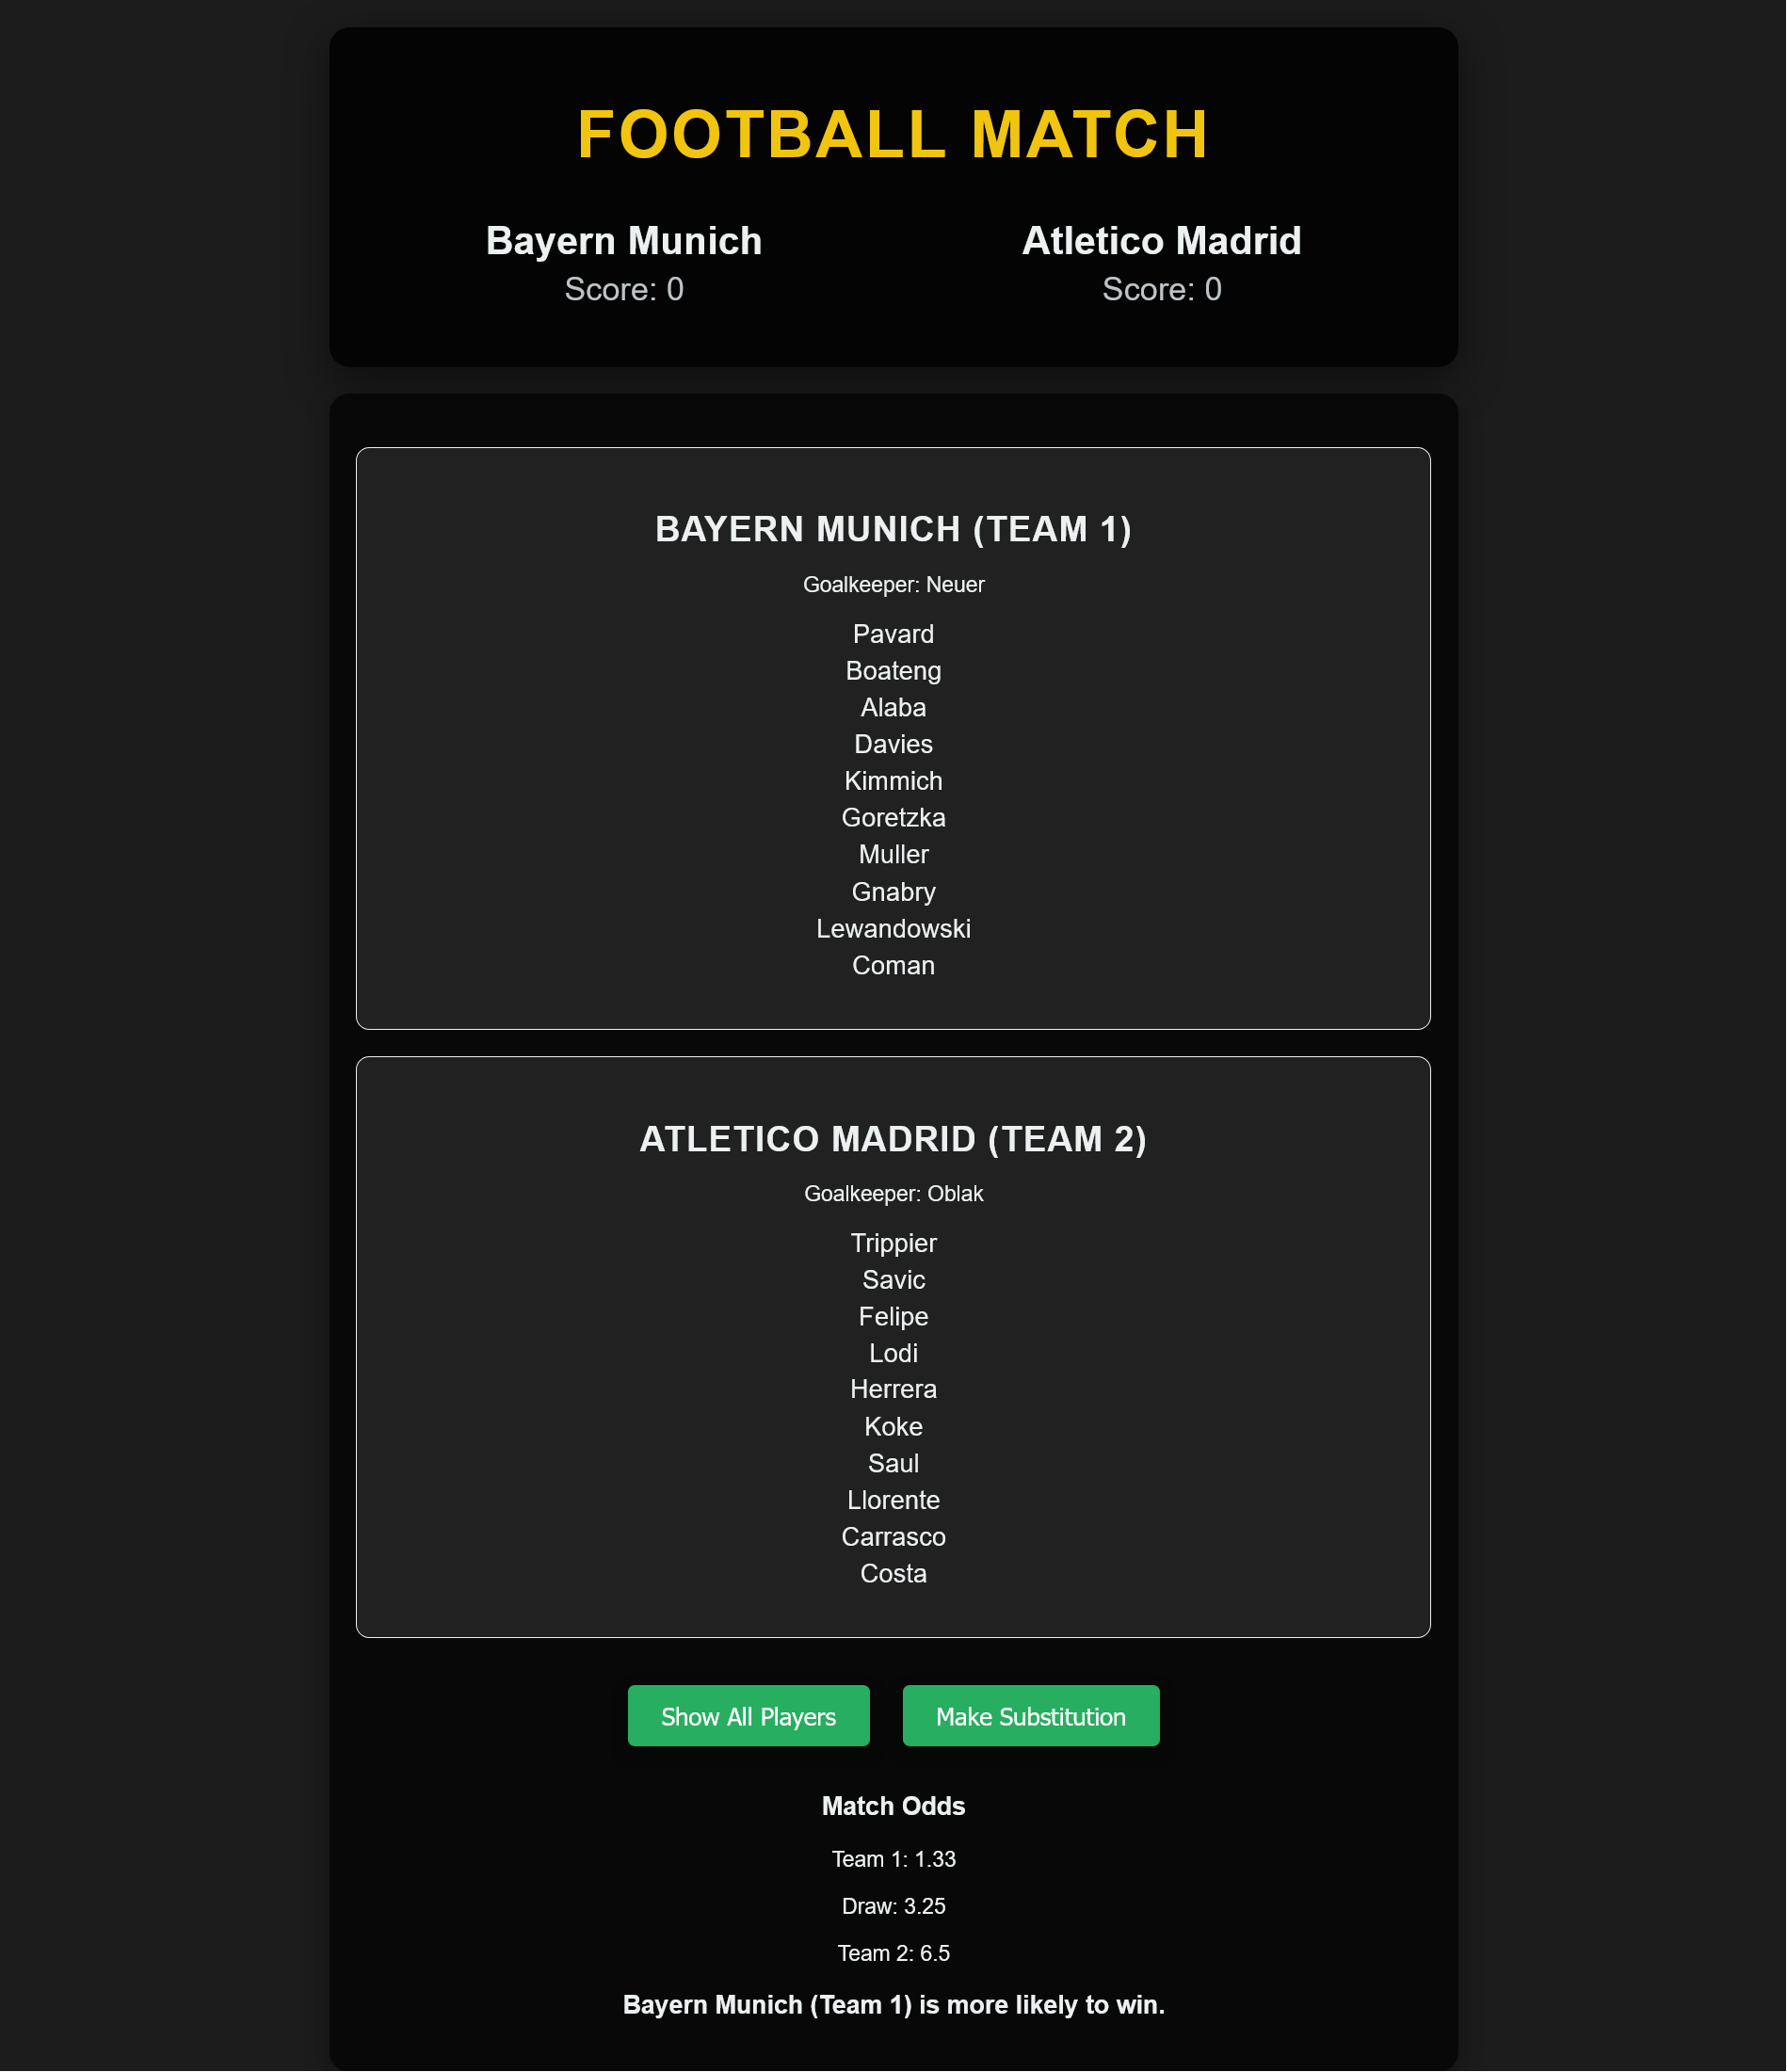 FOOTBALL MATCH
Bayern Munich
Score: 0
Atletico Madrid
Score: 0
BAYERN MUNICH (TEAM 1)
Goalkeeper: Neuer
Pavard
Boateng
Alaba
Davies
Kimmich
Goretzka
Muller
Gnabry
Lewandowski
Coman
ATLETICO MADRID (TEAM 2)
Goalkeeper: Oblak
Trippier
Savic
Felipe
Lodi
Herrera
Koke
Saul
Llorente
Carrasco
Costa
Show All Players
Make Substitution
Match Odds
Team 1: 1.33
Draw: 3.25
Team 2: 6.5
Bayern Munich (Team 1) is more likely to win.